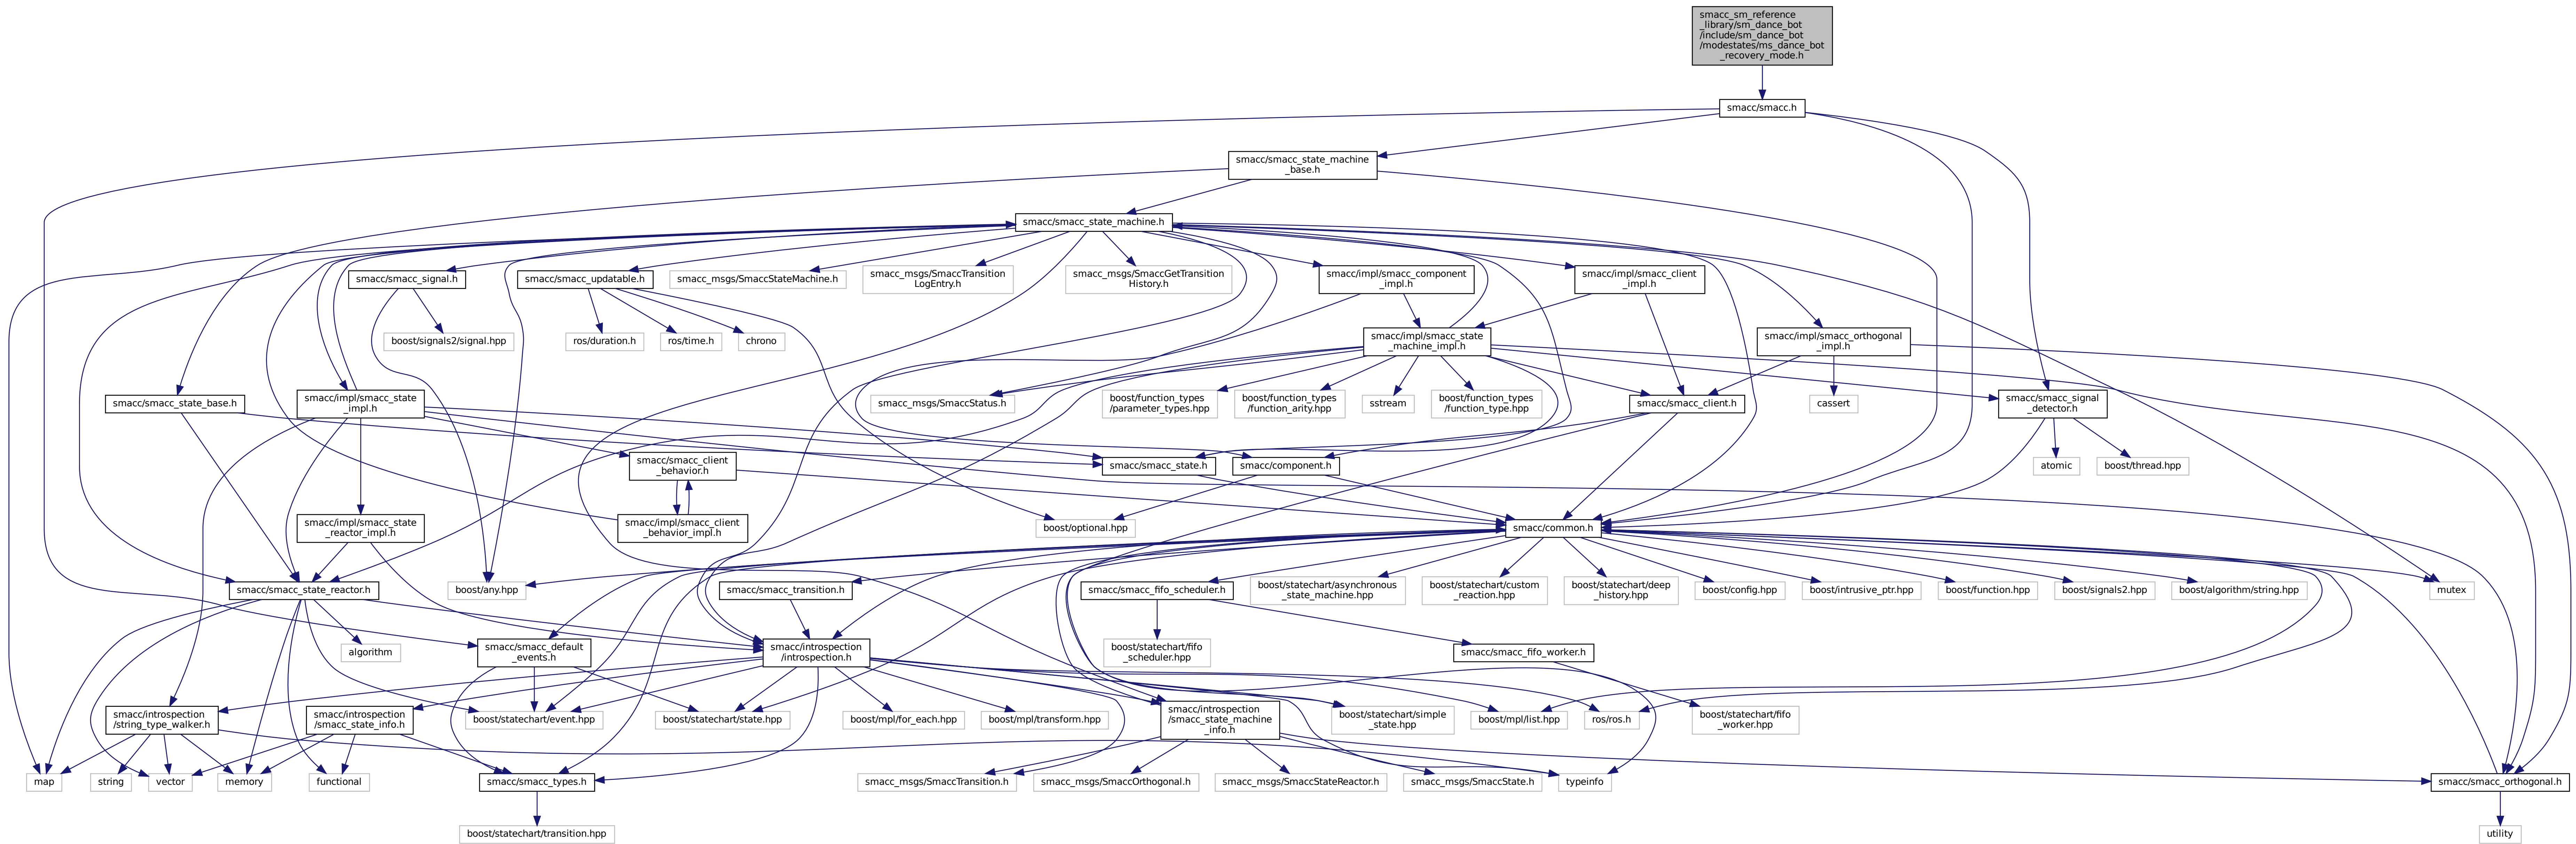 smacc_sm_reference
_library/sm_dance_bot
/include/sm_dance_bot
/modestates/ms_dance_bot
_recovery_mode.h
smacc/smacc.h
smacc/smacc_state_machine
_base.h
smacc/smacc_state_machine.h
smacc/smacc_signal.h
smacc/smacc_updatable.h
smacc_msgs/SmaccStateMachine.h
smacc_msgs/SmaccTransition
LogEntry.h
smacc_msgs/SmaccGetTransition
History.h
smacc/impl/smacc_component
_impl.h
smacc/impl/smacc_client
_impl.h
boost/signals2/signal.hpp
ros/duration.h
ros/time.h
chrono
smacc/impl/smacc_state
_machine_impl.h
smacc/impl/smacc_orthogonal
_impl.h
smacc/smacc_state_base.h
smacc/impl/smacc_state
_impl.h
smacc_msgs/SmaccStatus.h
boost/function_types
/parameter_types.hpp
boost/function_types
/function_arity.hpp
sstream
boost/function_types
/function_type.hpp
smacc/smacc_client.h
cassert
smacc/smacc_signal
_detector.h
smacc/smacc_client
_behavior.h
smacc/smacc_state.h
smacc/component.h
atomic
boost/thread.hpp
smacc/impl/smacc_state
_reactor_impl.h
smacc/impl/smacc_client
_behavior_impl.h
boost/optional.hpp
smacc/common.h
smacc/smacc_state_reactor.h
boost/any.hpp
smacc/smacc_transition.h
smacc/smacc_fifo_scheduler.h
boost/statechart/asynchronous
_state_machine.hpp
boost/statechart/custom
_reaction.hpp
boost/statechart/deep
_history.hpp
boost/config.hpp
boost/intrusive_ptr.hpp
boost/function.hpp
boost/signals2.hpp
boost/algorithm/string.hpp
mutex
algorithm
smacc/smacc_default
_events.h
smacc/introspection
/introspection.h
boost/statechart/fifo
_scheduler.hpp
smacc/smacc_fifo_worker.h
smacc/introspection
/string_type_walker.h
smacc/introspection
/smacc_state_info.h
boost/statechart/event.hpp
boost/statechart/state.hpp
boost/mpl/for_each.hpp
boost/mpl/transform.hpp
smacc/introspection
/smacc_state_machine
_info.h
boost/statechart/simple
_state.hpp
boost/mpl/list.hpp
ros/ros.h
boost/statechart/fifo
_worker.hpp
map
string
vector
memory
functional
smacc/smacc_types.h
smacc_msgs/SmaccTransition.h
smacc_msgs/SmaccOrthogonal.h
smacc_msgs/SmaccStateReactor.h
smacc_msgs/SmaccState.h
typeinfo
smacc/smacc_orthogonal.h
boost/statechart/transition.hpp
utility